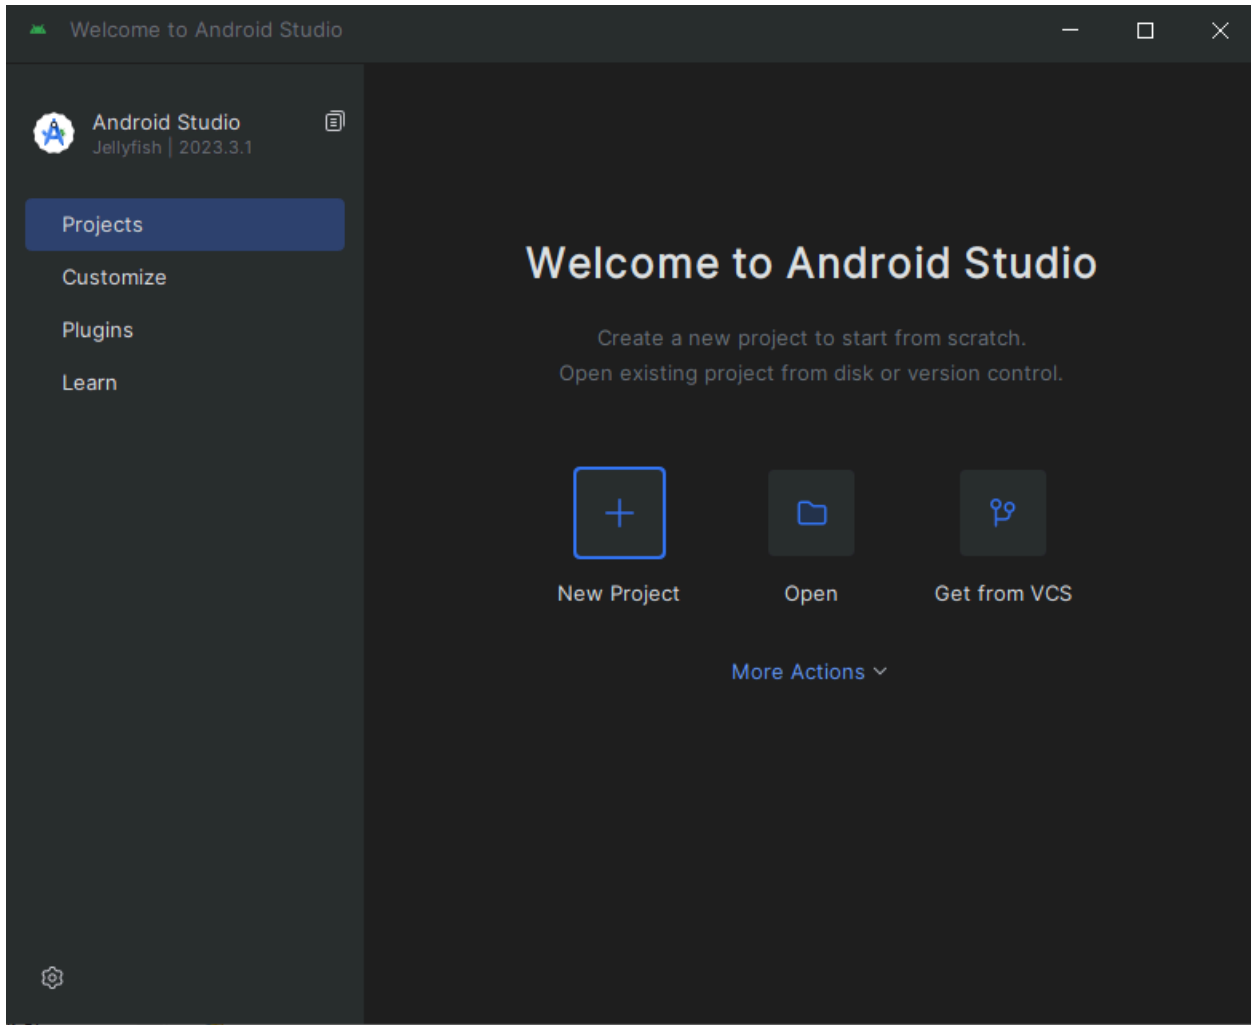 Welcome to Android Studio
Android Studio
Jellyfish | 2023.3.1
Projects
Customize
Plugins
Learn
Welcome to Android Studio
Create a new project to start from scratch.
Open existing project from disk or version control.
New Project
Open
Get from VCS
More Actions